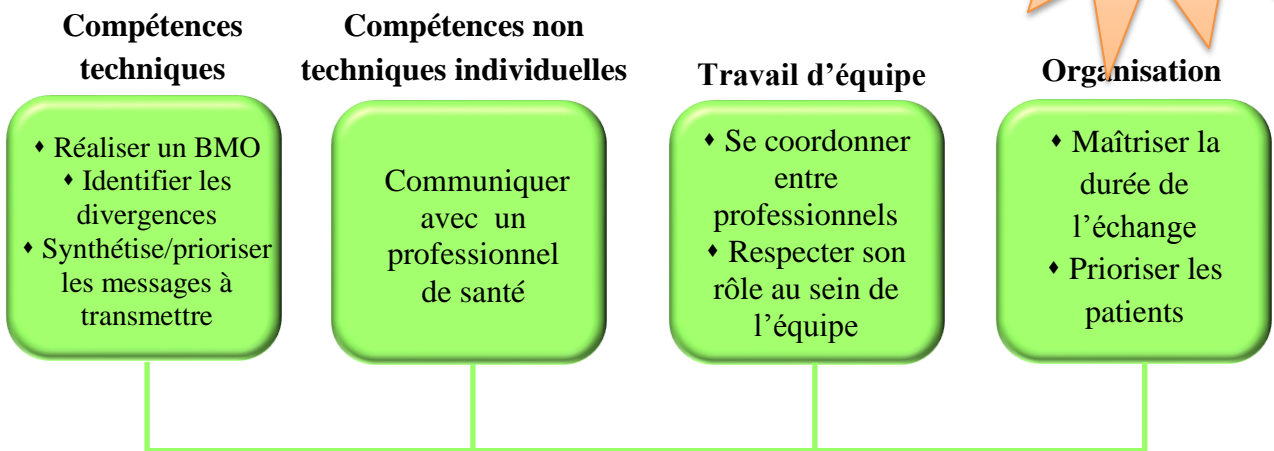 Compétences
techniques
♦ Réaliser un BMO
♦ Identifier les
divergences
♦ Synthétise/prioriser
les messages à
transmettre
Compétences non
techniques individuelles
Communiquer
avec un
professionnel
de santé
Travail d'équipe
♦ Se coordonner
entre
professionnels
♦ Respecter son
rôle au sein de
l'équipe
Organisation
♦ Maîtriser la
durée de
l'échange
♦ Prioriser les
patients